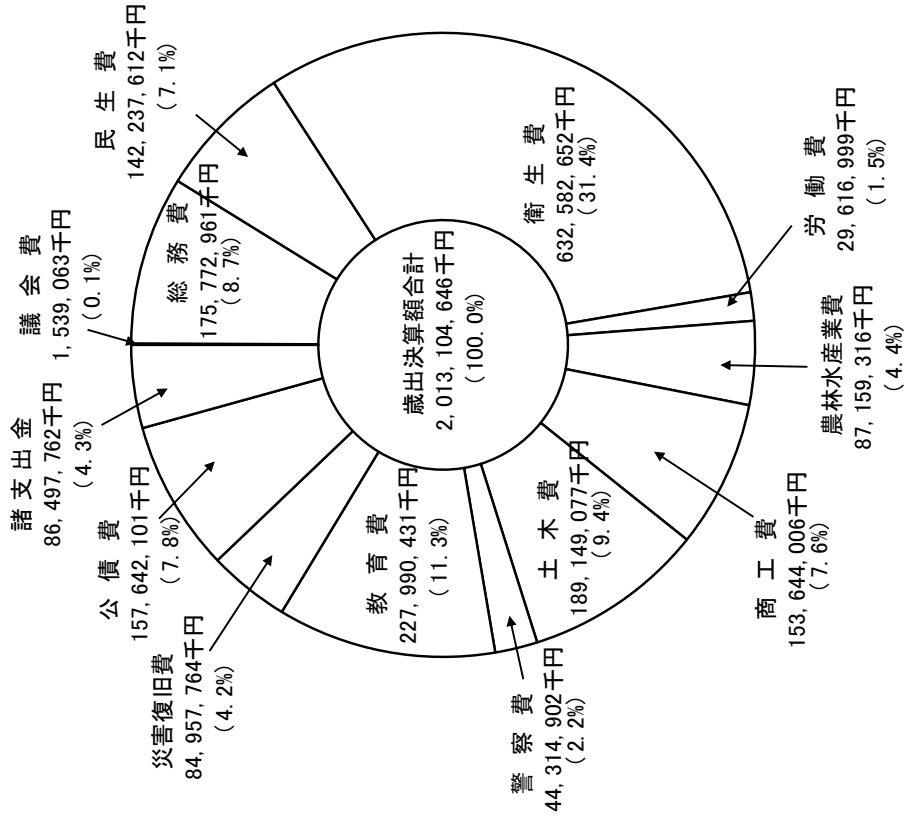 議会費
1,539,063千円
(0.1%)
総務費
175,772,961千円
(8.7%)
民生費
142,237,612千円
(7.1%)
衛生費
632,582,652千円
(31.4%)
労働費
29,616,999千円
(1.5%)
農林水産業費
87,159,316千円
(4.4%)
商工費
153,644,006千円
(7.6%)
土木費
189,149,077千円
(9.4%)
警察費
44,314,902千円
(2.2%)
教育費
227,990,431千円
(11.3%)
災害復旧費
84,957,764千円
(4.2%)
公債費
157,642,101千円
(7.8%)
諸支出金
86,497,762千円
(4.3%)
歳出決算額合計
2,013,104,646千円
(100.0%)